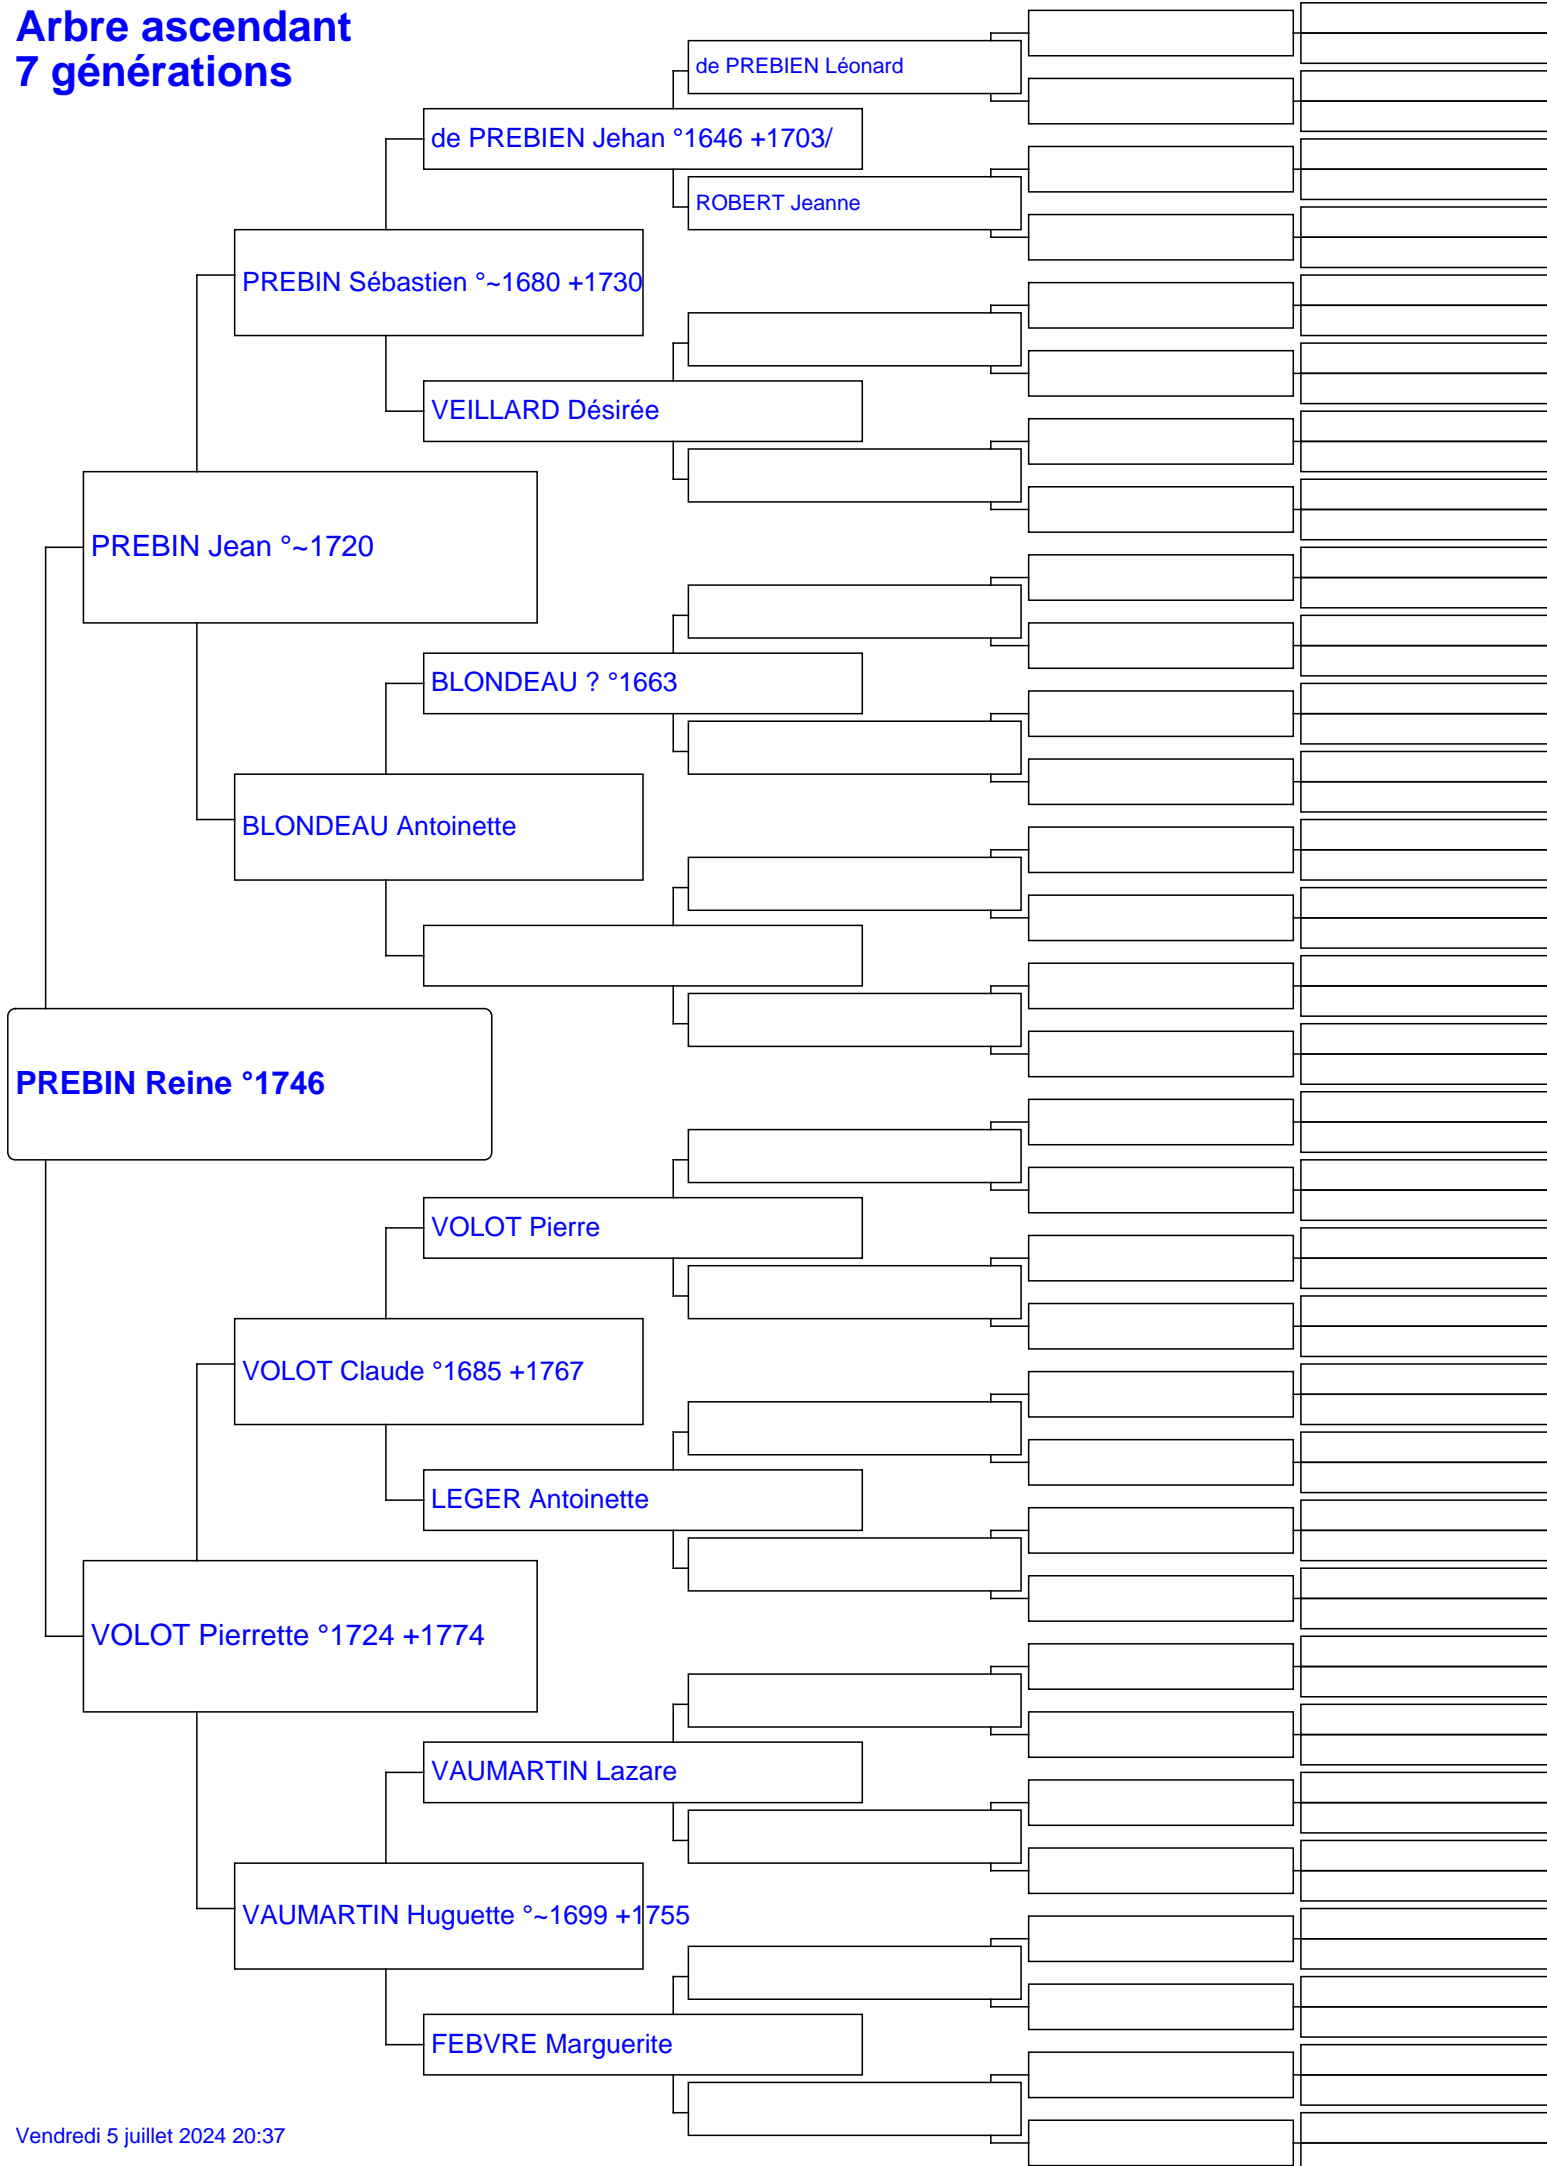 Arbre ascendant
7 générations
de PREBIEN Léonard
de PREBIEN Jehan °1646 +1703/
ROBERT Jeanne
PREBIN Sébastien °~1680 +1730
VEILLARD Désirée
PREBIN Jean °~1720
BLONDEAU ? °1663
BLONDEAU Antoinette
PREBIN Reine °1746
VOLOT Pierre
VOLOT Claude °1685 +1767
LEGER Antoinette
VOLOT Pierrette °1724 +1774
VAUMARTIN Lazare
VAUMARTIN Huguette °~1699 +1755
FEBVRE Marguerite
Vendredi 5 juillet 2024 20:37